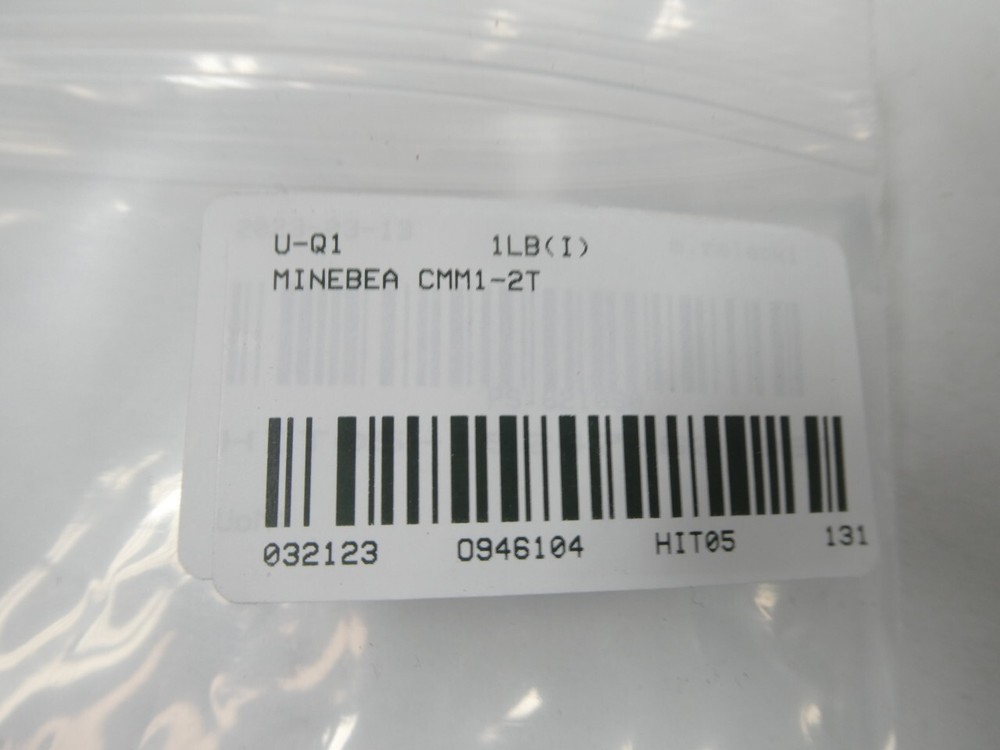 U-Q1 1LB(I)
MINEBEA CMM1-2T
032123 0946104 HIT05 131